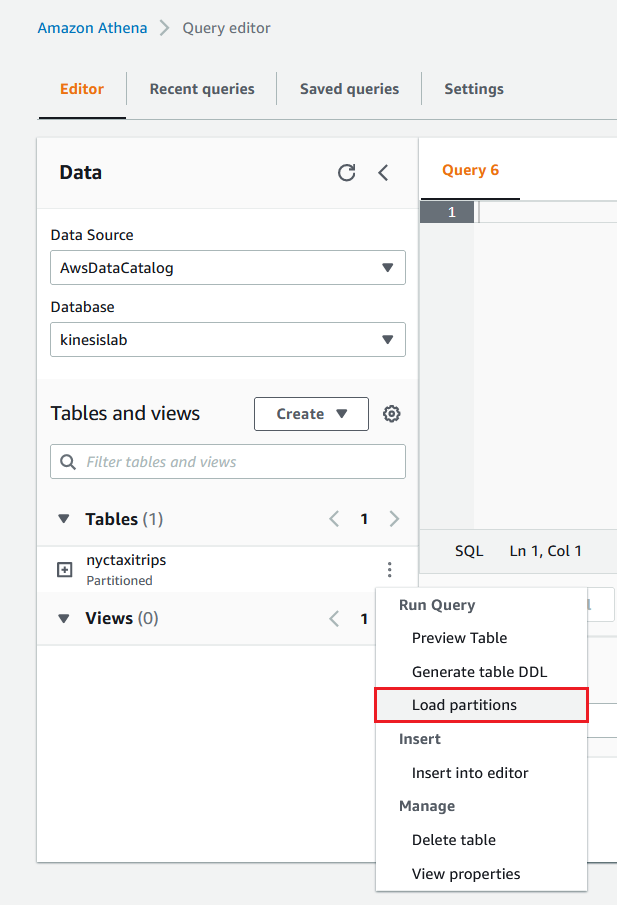 Amazon Athena > Query editor
Editor Recent queries Saved queries Settings
Data
Query 6
1
Data Source
AwsDataCatalog
Database
kinesislab
Tables and views Create
Filter tables and views
Tables (1) 1
nyctaxitrips
Partitioned
SQL Ln 1, Col 1
Views (0) 1
Run Query
Preview Table
Generate table DDL
Load partitions
Insert
Insert into editor
Manage
Delete table
View properties